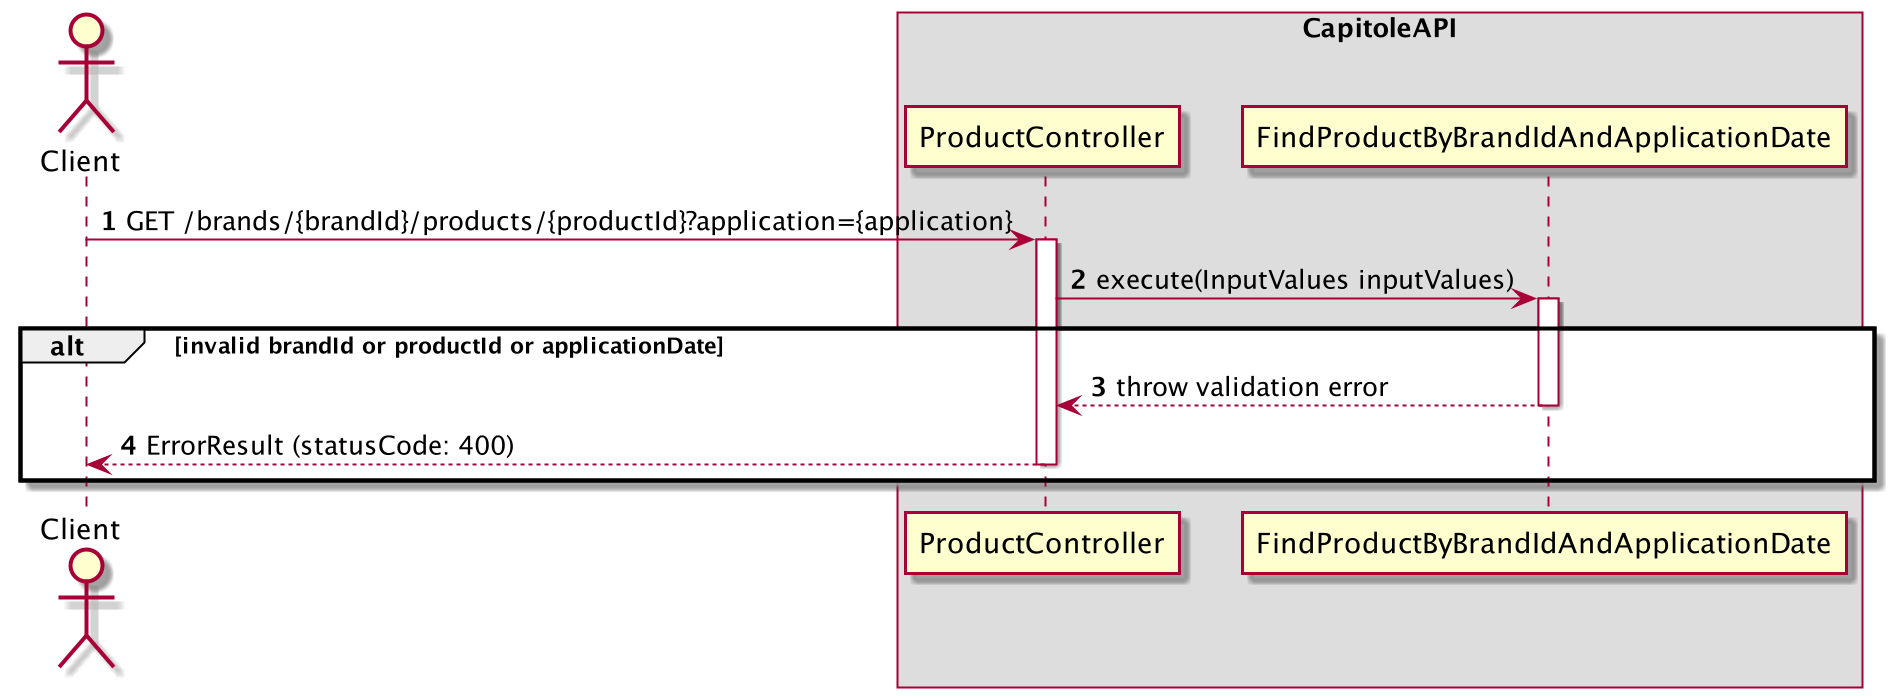 CapitoleAPI
Client
ProductController
FindProductByBrandIdAndApplicationDate
1 GET /brands/{brandId}/products/{productId}?application={application}
2 execute(InputValues inputValues)
alt [invalid brandId or productId or applicationDate]
3 throw validation error
4 ErrorResult (statusCode: 400)
Client
ProductController
FindProductByBrandIdAndApplicationDate